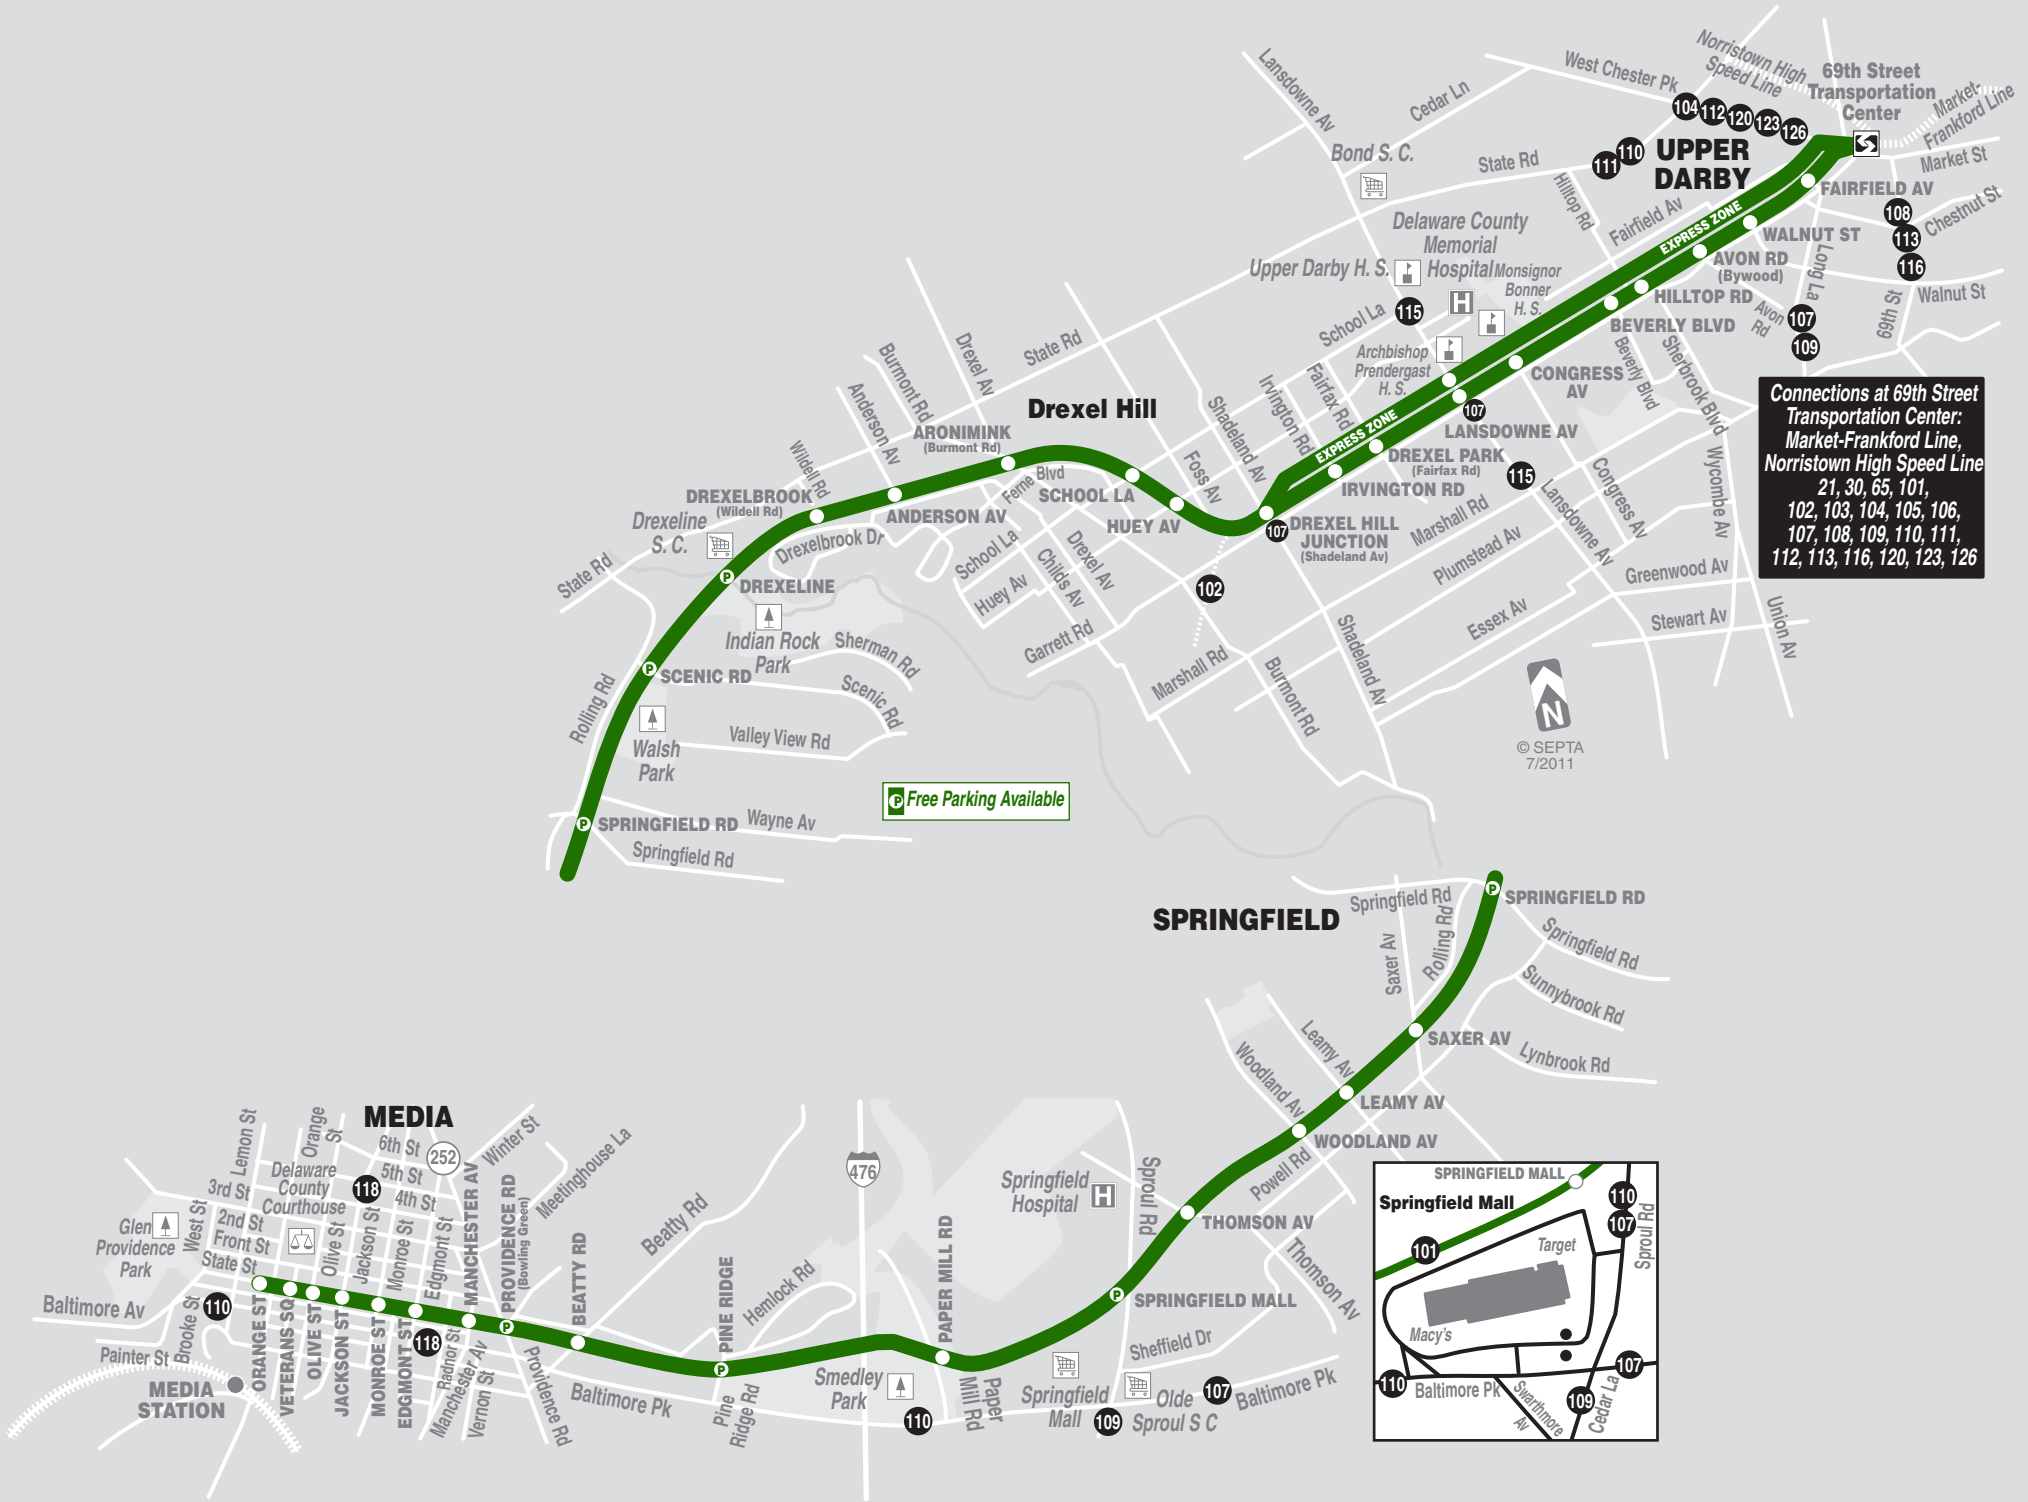 Norristown High
Speed Line
69th Street
Transportation
Center
Market-
Frankford Line
Market St
West Chester Pk
Cedar Ln
Lansdowne Av
Bond S. C.
State Rd
104
112
120
123
126
111
110
UPPER
DARBY
Hilltop Rd
Fairfield Av
FAIRFIELD AV
108
113
116
Chestnut St
EXPRESS ZONE
WALNUT ST
AVON RD
(Bywood)
Long La
Walnut St
69th St
HILLTOP RD
Avon
Rd
107
109
BEVERLY BLVD
Beverly Blvd
Sherbrook Blvd
Delaware County
Memorial
Hospital
Upper Darby H. S.
H
Monsignor
Bonner
H. S.
School La
115
Archbishop
Prendergast
H. S.
CONGRESS
AV
107
LANSDOWNE AV
Irvington Rd
Fairfax Rd
Shadeland Av
EXPRESS ZONE
DREXEL PARK
(Fairfax Rd)
IRVINGTON RD
115
Connections at 69th Street
Transportation Center:
Market-Frankford Line,
Norristown High Speed Line
21, 30, 65, 101,
102, 103, 104, 105, 106,
107, 108, 109, 110, 111,
112, 113, 116, 120, 123, 126
Drexel Hill
State Rd
Drexel Av
Burmont Rd
Anderson Av
Wildell Rd
ARONIMINK
(Burmont Rd)
Ferne Blvd
SCHOOL LA
HUEY AV
Foss Av
107
DREXEL HILL
JUNCTION
(Shadeland Av)
102
DREXELBROOK
(Wildell Rd)
ANDERSON AV
Drexeline
S. C.
Drexelbrook Dr
School La
Huey Av
Childs Av
Drexel Av
Garrett Rd
Marshall Rd
Burmont Rd
Shadeland Av
Marshall Rd
Plumstead Av
Essex Av
Lansdowne Av
Congress Av
Wycombe Av
Greenwood Av
Stewart Av
Union Av
State Rd
P
DREXELINE
Indian Rock
Park
Sherman Rd
Scenic Rd
P
SCENIC RD
Rolling Rd
Walsh
Park
Valley View Rd
P
SPRINGFIELD RD
Wayne Av
Springfield Rd
P Free Parking Available
N
© SEPTA
7/2011
SPRINGFIELD
Springfield Rd
P
SPRINGFIELD RD
Springfield Rd
Saxer Av
Rolling Rd
Sunnybrook Rd
SAXER AV
Lynbrook Rd
Leamy Av
Woodland Av
LEAMY AV
WOODLAND AV
Powell Rd
THOMSON AV
Thomson Av
Springfield
Hospital
H
Sproul Rd
P
SPRINGFIELD MALL
Sheffield Dr
Springfield
Mall
109
Olde
Sproul S C
107
Baltimore Pk
SPRINGFIELD MALL
Springfield Mall
110
107
Sproul Rd
101
Target
Macy's
107
110
Baltimore Pk
Swarthmore
Av
109
Cedar La
MEDIA
Lemon St
Orange
St
6th St
252
5th St
4th St
Winter St
Meetinghouse La
Delaware
County
Courthouse
118
3rd St
2nd St
Front St
State St
West St
Glen
Providence
Park
Olive St
Jackson St
Monroe St
Edgmont St
MANCHESTER AV
PROVIDENCE RD
(Bowling Green)
P
BEATTY RD
Beatty Rd
PINE RIDGE
P
Hemlock Rd
476
PAPER MILL RD
Baltimore Av
110
Brooke St
Painter St
MEDIA
STATION
ORANGE ST
VETERANS SQ
OLIVE ST
JACKSON ST
MONROE ST
EDGMONT ST
118
Radnor St
Manchester Av
Vernon St
Providence Rd
Baltimore Pk
Pine
Ridge Rd
Smedley
Park
110
Paper
Mill Rd